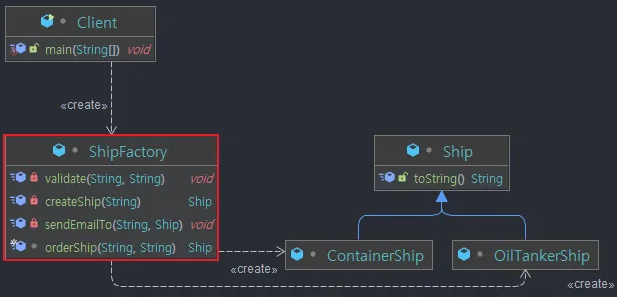 Client
main(String[]) void
«create»
ShipFactory
validate(String, String) void
createShip(String) Ship
sendEmailTo(String, Ship) void
orderShip(String, String) Ship
Ship
toString() String
«create»
ContainerShip
OilTankerShip
«create»